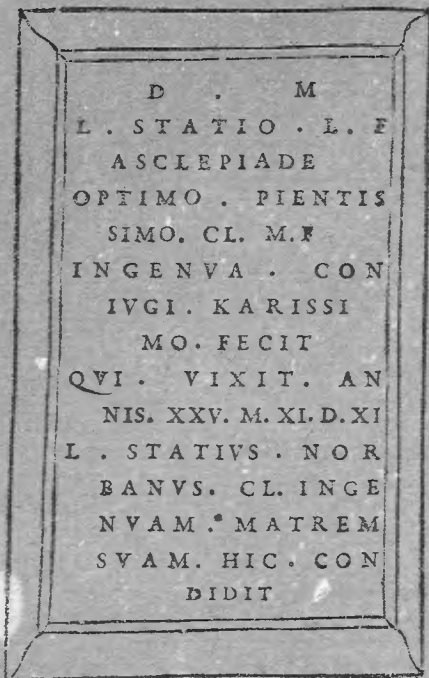 D . M
L . STATIO . L. F
ASCLEPIADE
OPTIMO . PIENTIS
SIMO. CL. M.F
INGENVA . CON
IVGI . KARISSI
MO. FECIT
QVI . VIXIT. AN
NIS. XXV. M. XI. D. XI
L . STATIVS . NOR
BANVS. CL. INGE
NVAM . MATREM
SVAM. HIC . CON
DIDIT